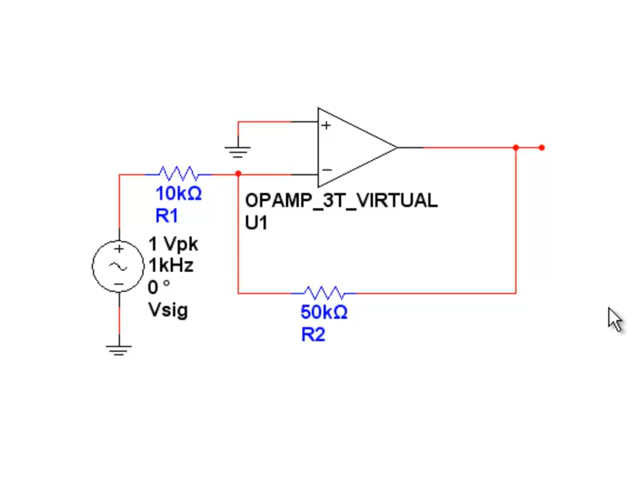 +
−
OPAMP_3T_VIRTUAL
U1
10kΩ
R1
+
~
−
1 Vpk
1kHz
0°
Vsig
50kΩ
R2